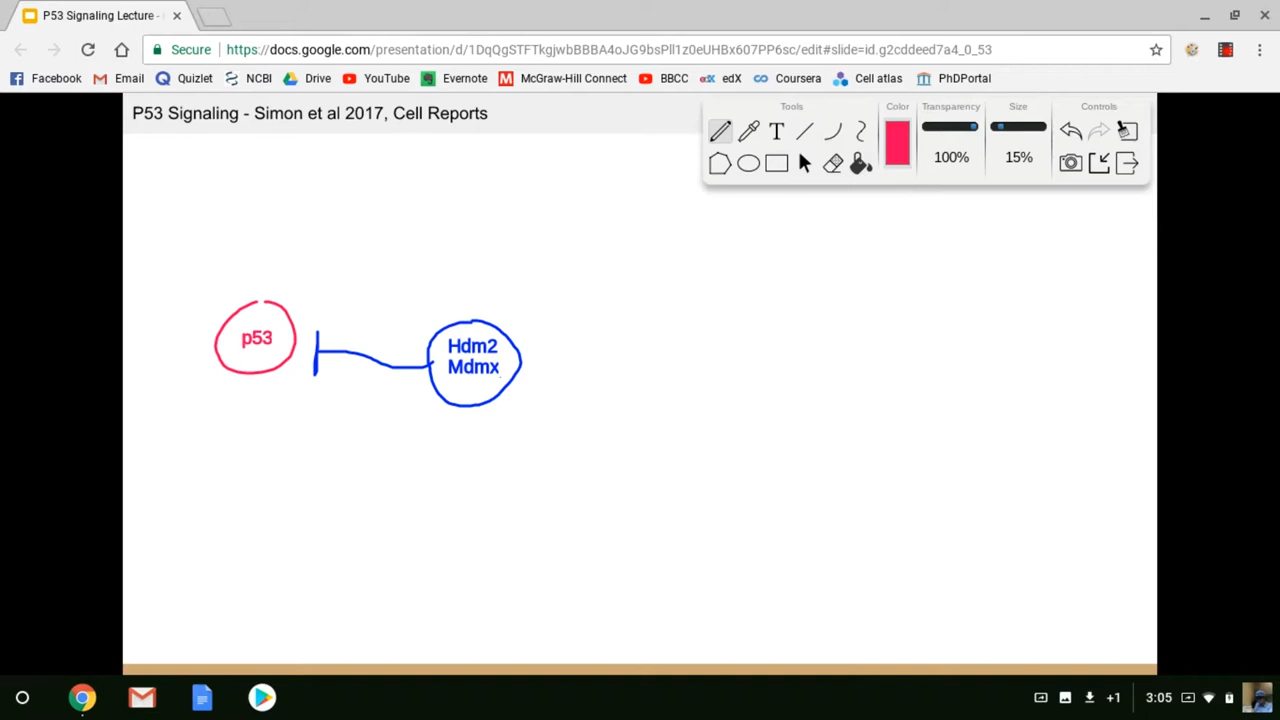 P53 Signaling Lecture -
Secure
https://docs.google.com/presentation/d/1DqQgSTFTkgjwbBBBA4oJG9bsPll1z0eUHBx607PP6sc/edit#slide=id.g2cddeed7a4_0_53
Facebook Email Quizlet NCBI Drive YouTube Evernote McGraw-Hill Connect BBCC edX Coursera Cell atlas PhDPortal
P53 Signaling - Simon et al 2017, Cell Reports
Tools Color Transparency Size Controls
T
100% 15%
p53
Hdm2
Mdmx
+1 3:05